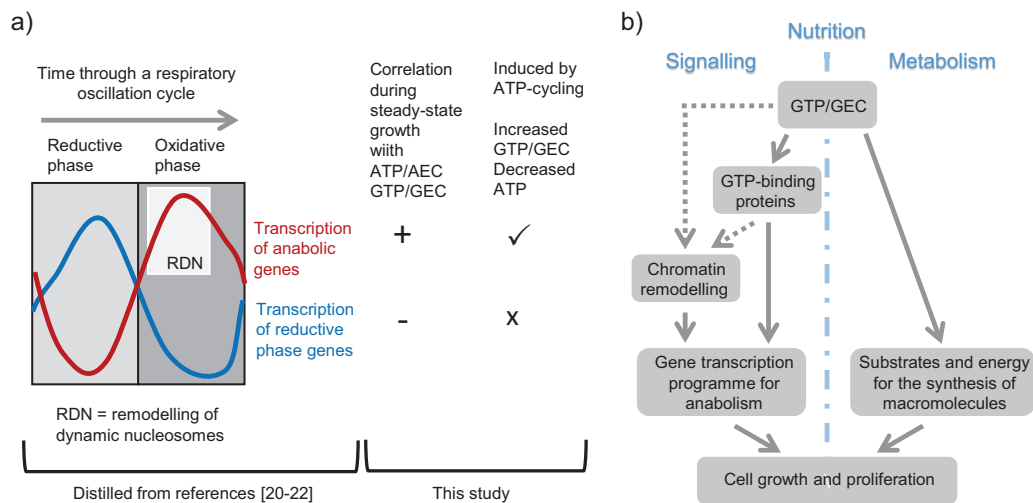 a)
Time through a respiratory
oscillation cycle
Reductive
phase
Oxidative
phase
RDN
Transcription
of anabolic
genes
Transcription
of reductive
phase genes
RDN = remodelling of
dynamic nucleosomes
Distilled from references [20-22]
Correlation
during
steady-state
growth
wiith
ATP/AEC
GTP/GEC
+
-
Induced by
ATP-cycling
Increased
GTP/GEC
Decreased
ATP
✓
x
This study
b)
Nutrition
Signalling
Metabolism
GTP/GEC
GTP-binding
proteins
Chromatin
remodelling
Gene transcription
programme for
anabolism
Substrates and energy
for the synthesis of
macromolecules
Cell growth and proliferation